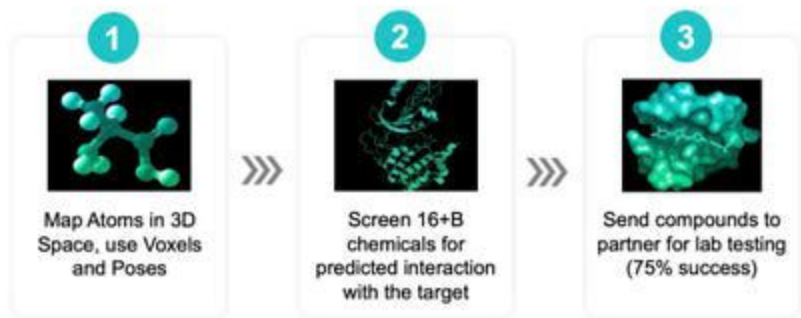 1
Map Atoms in 3D
Space, use Voxels
and Poses
2
Screen 16+B
chemicals for
predicted interaction
with the target
3
Send compounds to
partner for lab testing
(75% success)